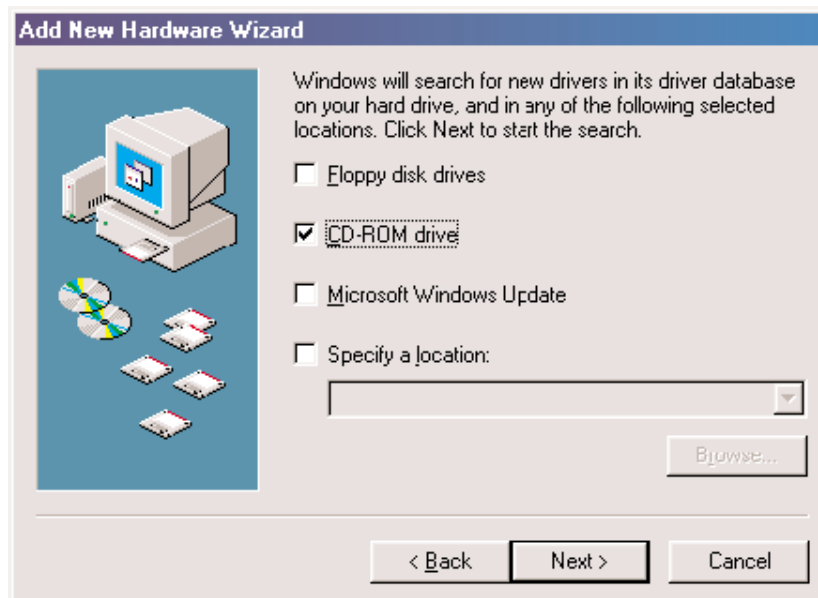 Add New Hardware Wizard
Windows will search for new drivers in its driver database
on your hard drive, and in any of the following selected
locations. Click Next to start the search.
Floppy disk drives
CD-ROM drive
Microsoft Windows Update
Specify a location:
Browse...
< Back
Next >
Cancel